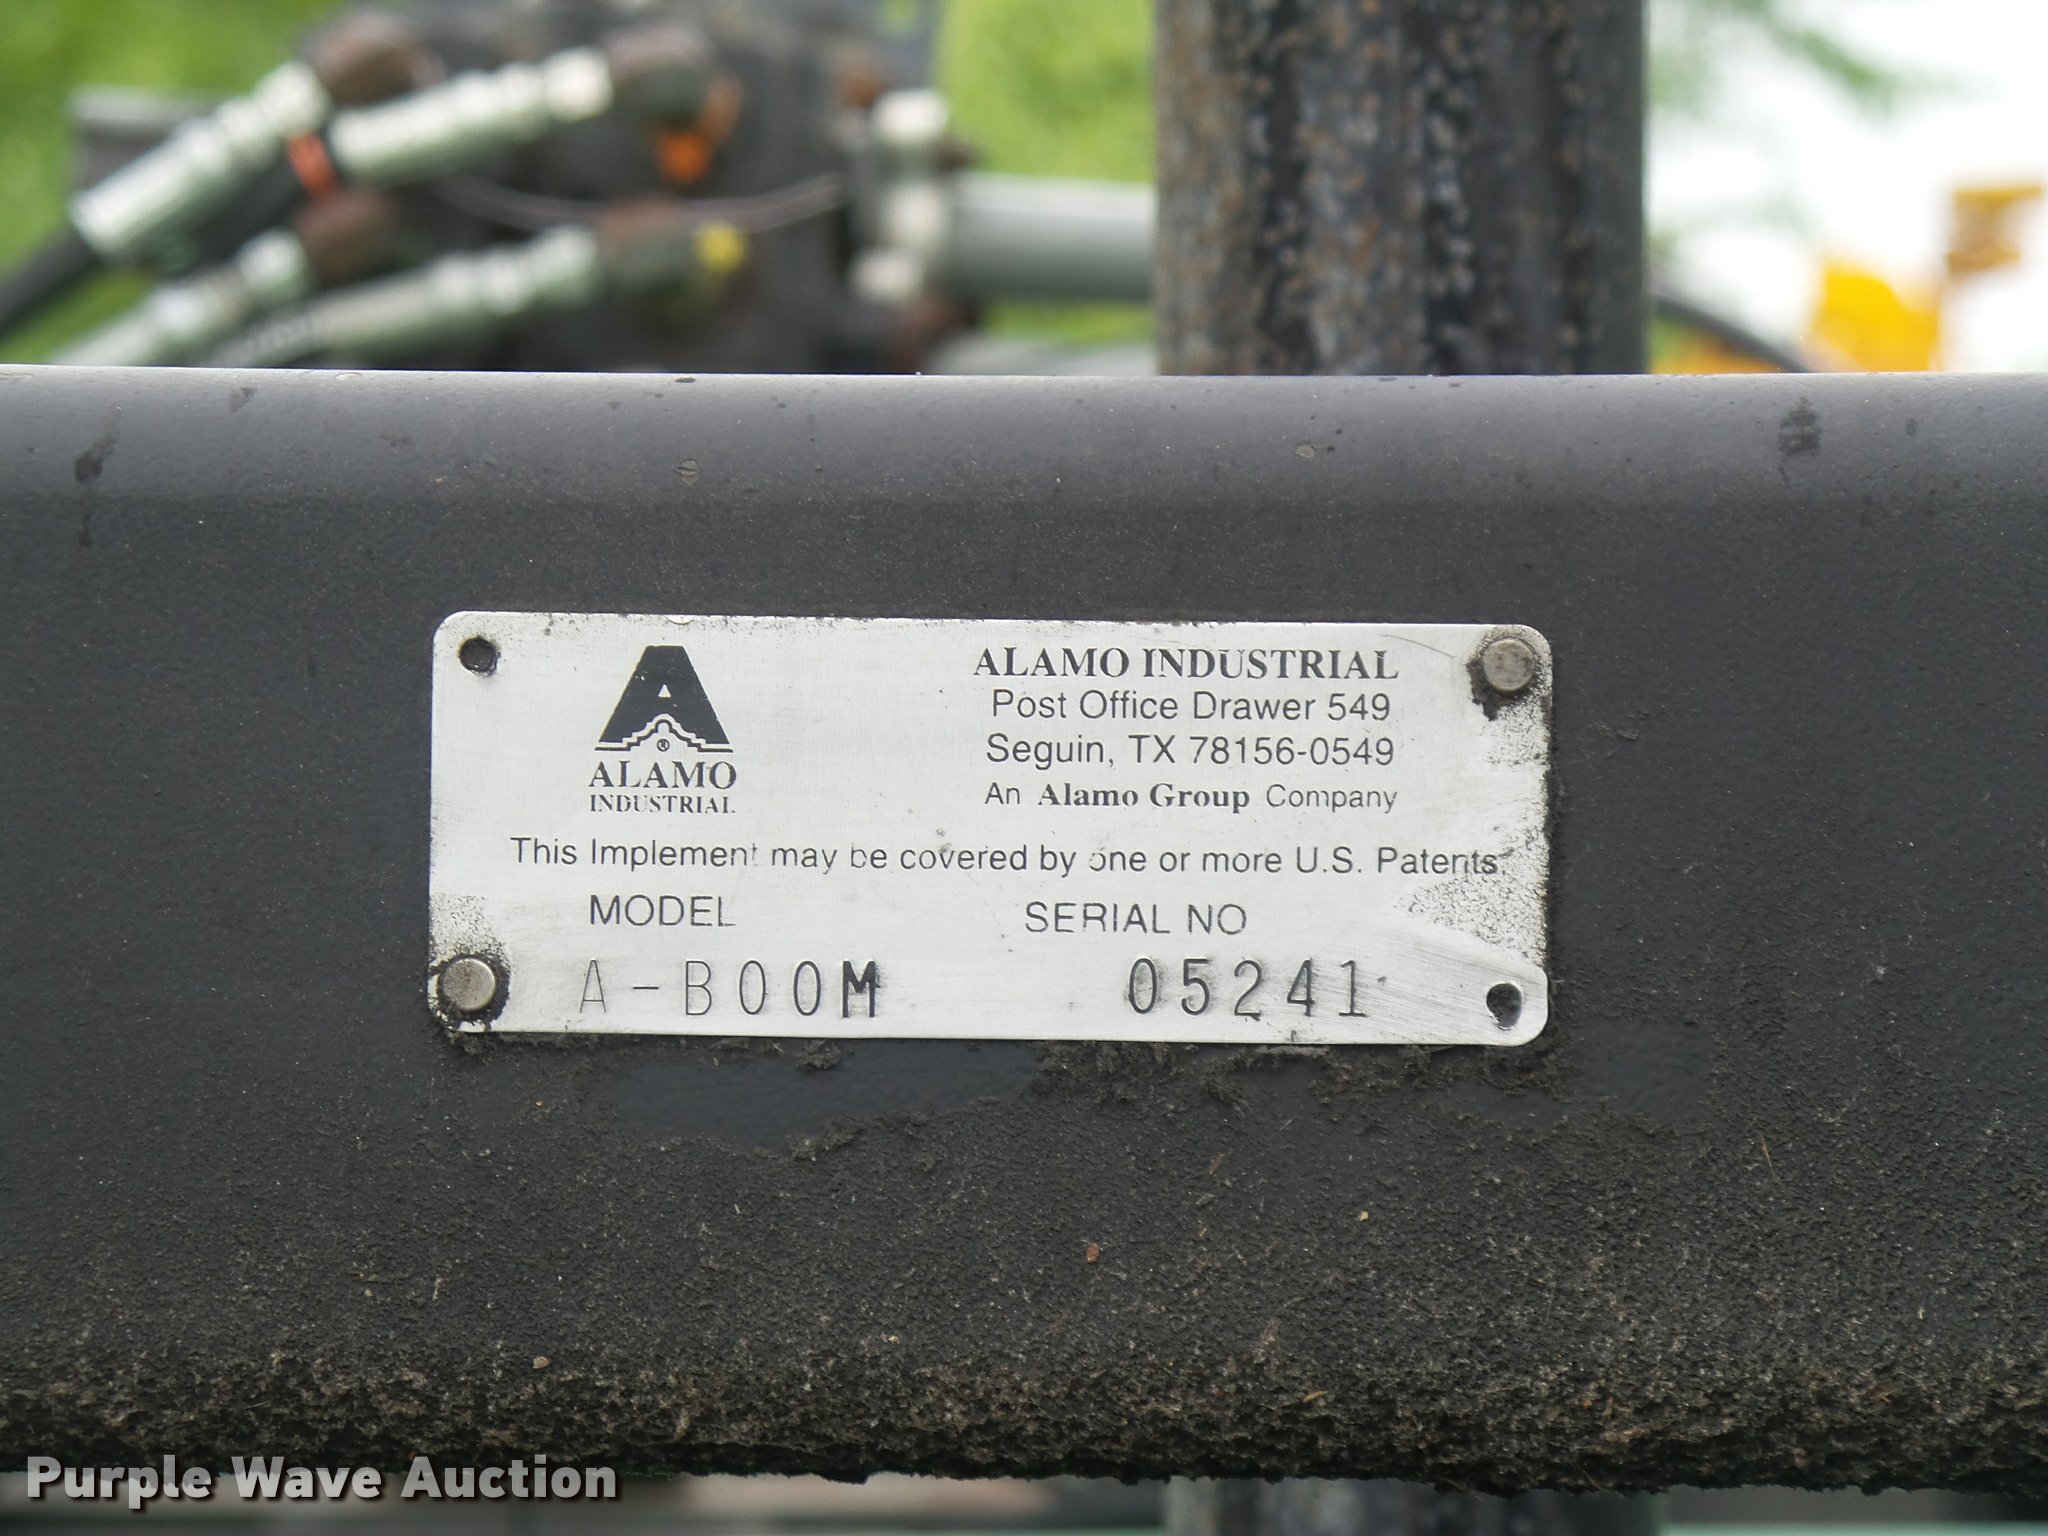 A
®
ALAMO
INDUSTRIAL
ALAMO INDUSTRIAL
Post Office Drawer 549
Seguin, TX 78156-0549
An Alamo Group Company
This Implement may be covered by one or more U.S. Patents.
MODEL SERIAL NO
A-BOOM 05241
Purple Wave Auction